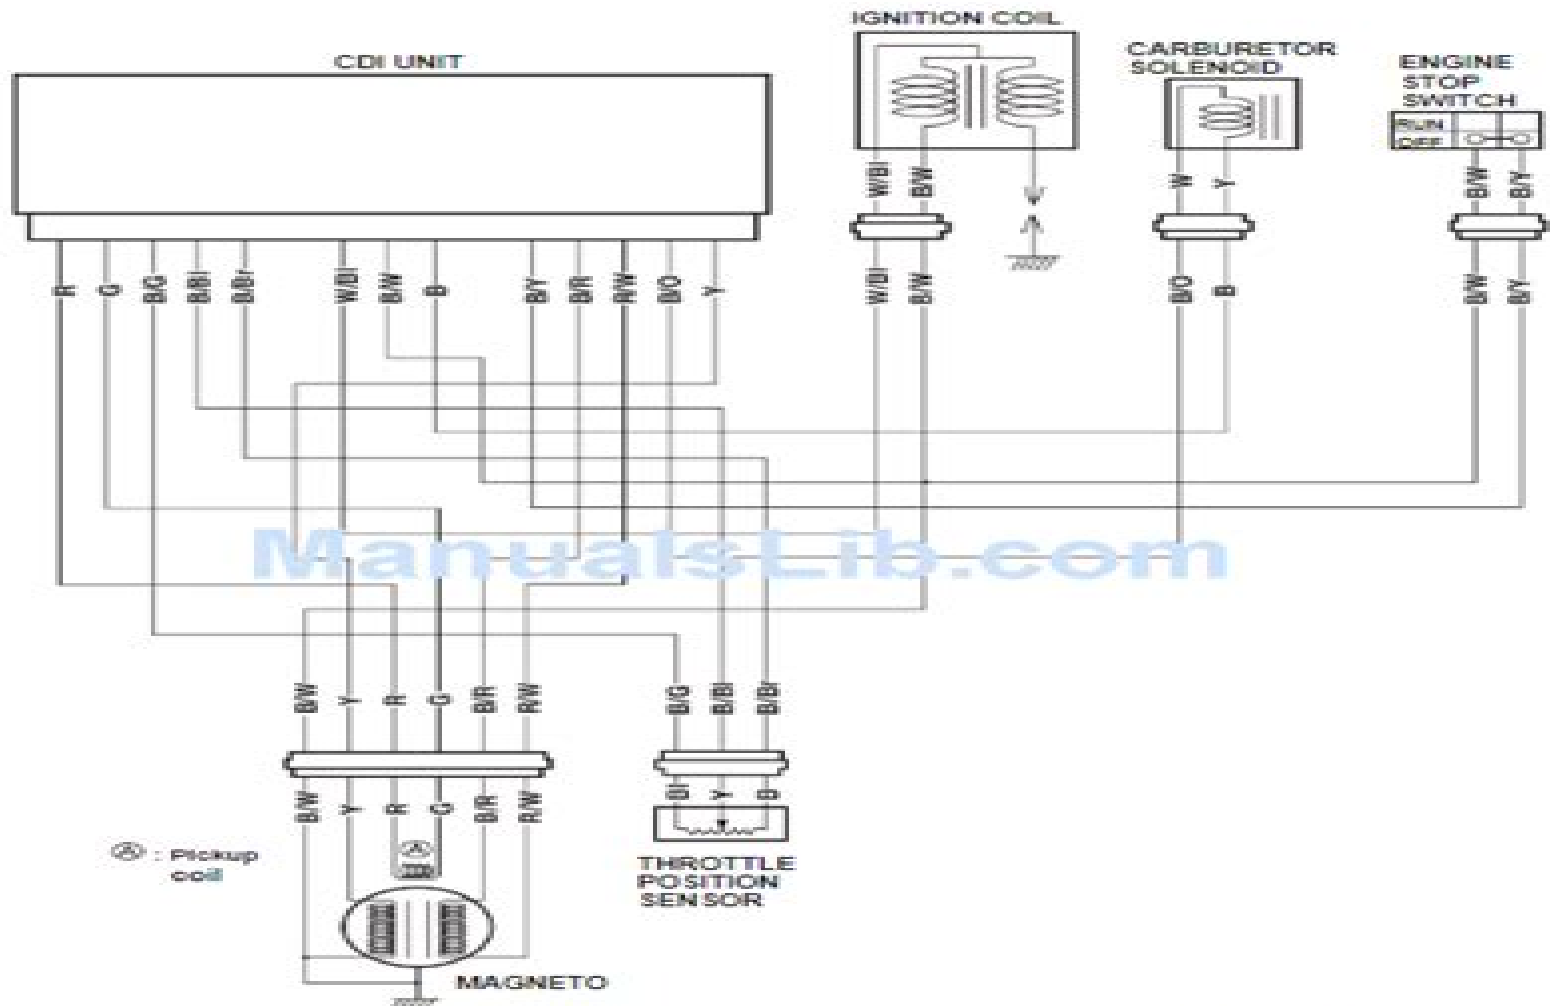 IGNITION COIL
CDI UNIT
CARBURETOR
SOLENOID
ENGINE
STOP
SWITCH
RUN
OFF
W/Bl B/W
W Y
B/W B/Y
R G B/G B/Bl B/Br W/Bl B/W B B/Y B/R R/W B/O Y
W/Bl B/W
B/O B
B/W B/Y
ManualsLib.com
B/W Y R G B/R R/W
B/G B/Bl B/Br
B/W Y R G B/R R/W
Bl Y B
A
A : Pickup
coil
THROTTLE
POSITION
SENSOR
MAGNETO